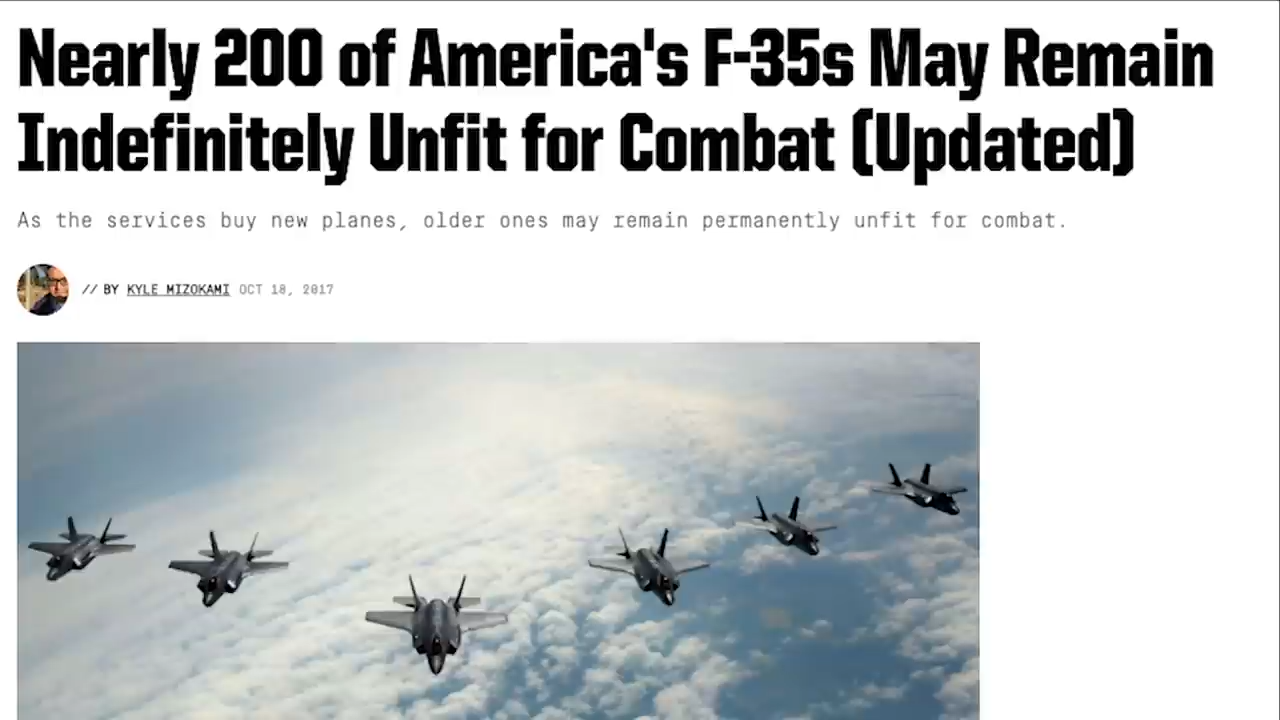 Nearly 200 of America's F-35s May Remain
Indefinitely Unfit for Combat (Updated)
As the services buy new planes, older ones may remain permanently unfit for combat.
// BY KYLE MIZOKAMI OCT 18, 2017